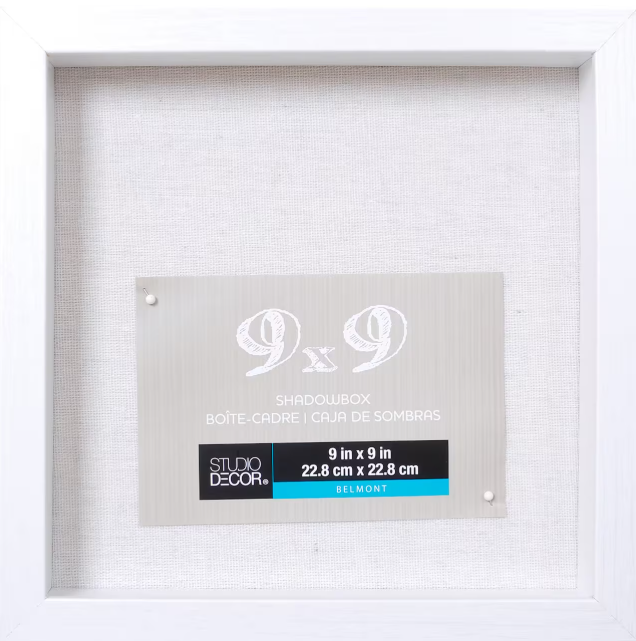 9x9
SHADOWBOX
BOÎTE-CADRE | CAJA DE SOMBRAS
STUDIO
DECOR®
9 in x 9 in
22.8 cm x 22.8 cm
BELMONT